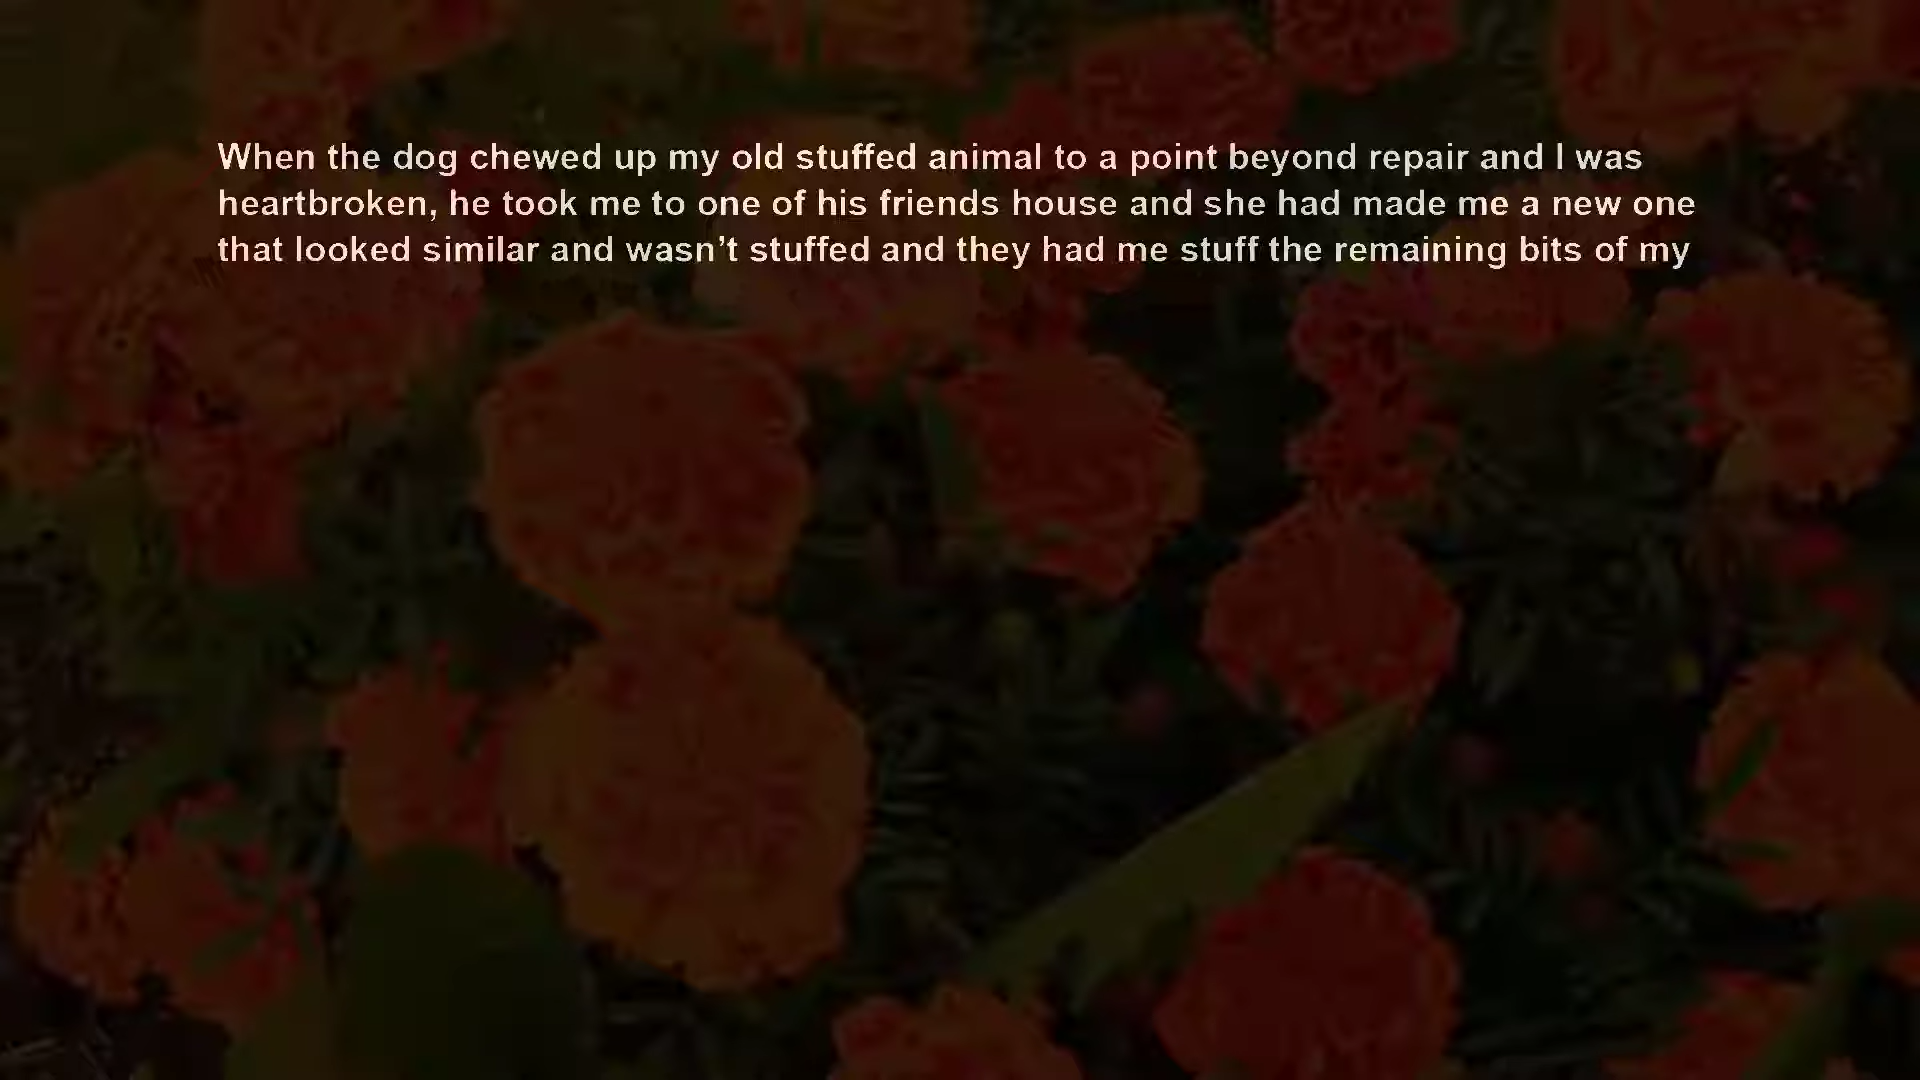 When the dog chewed up my old stuffed animal to a point beyond repair and I was
heartbroken, he took me to one of his friends house and she had made me a new one
that looked similar and wasn’t stuffed and they had me stuff the remaining bits of my